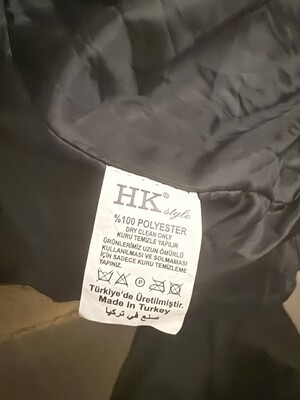 HK® style
%100 POLYESTER
DRY CLEAN ONLY
KURU TEMİZLE YAPILIR
ÜRÜNLERİMİZ UZUN ÖMÜRLÜ
KULLANILMASI VE SOLMAMASI
İÇİN SADECE KURU TEMİZLEME
YAPINIZ.
P
Türkiye'de Üretilmiştir.
Made In Turkey
صنع في تركيا